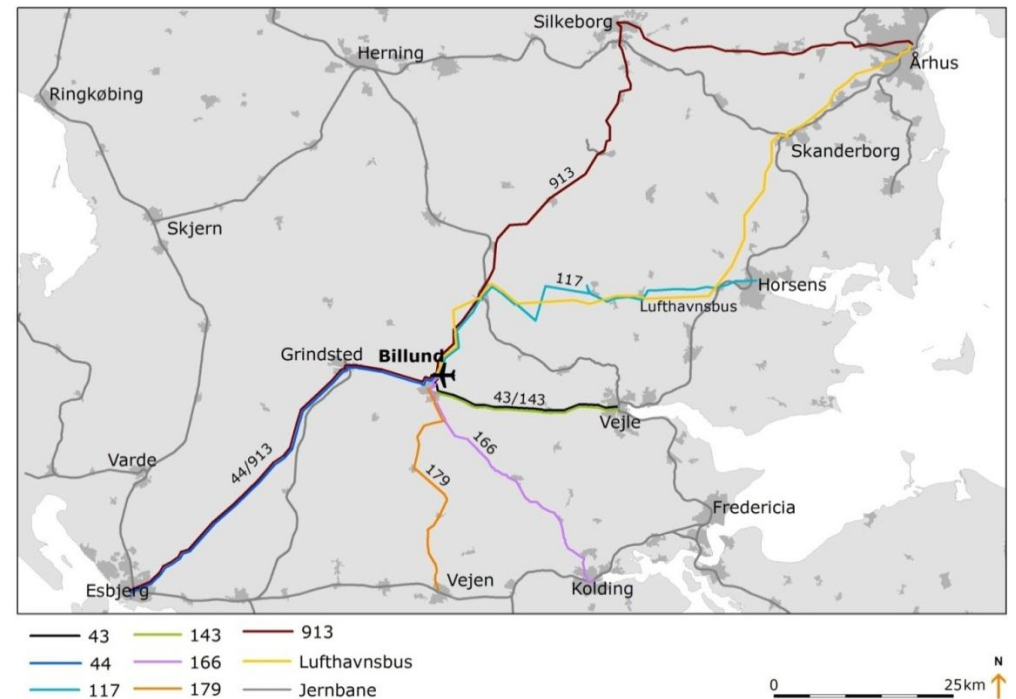 Silkeborg
Herning
Århus
Ringkøbing
Skanderborg
913
Skjern
117
Horsens
Lufthavnsbus
Grindsted
Billund
43/143
Vejle
166
44/913
179
Varde
Fredericia
Esbjerg
Vejen
Kolding
43
143
913
44
166
Lufthavnsbus
117
179
Jernbane
0
25km
N